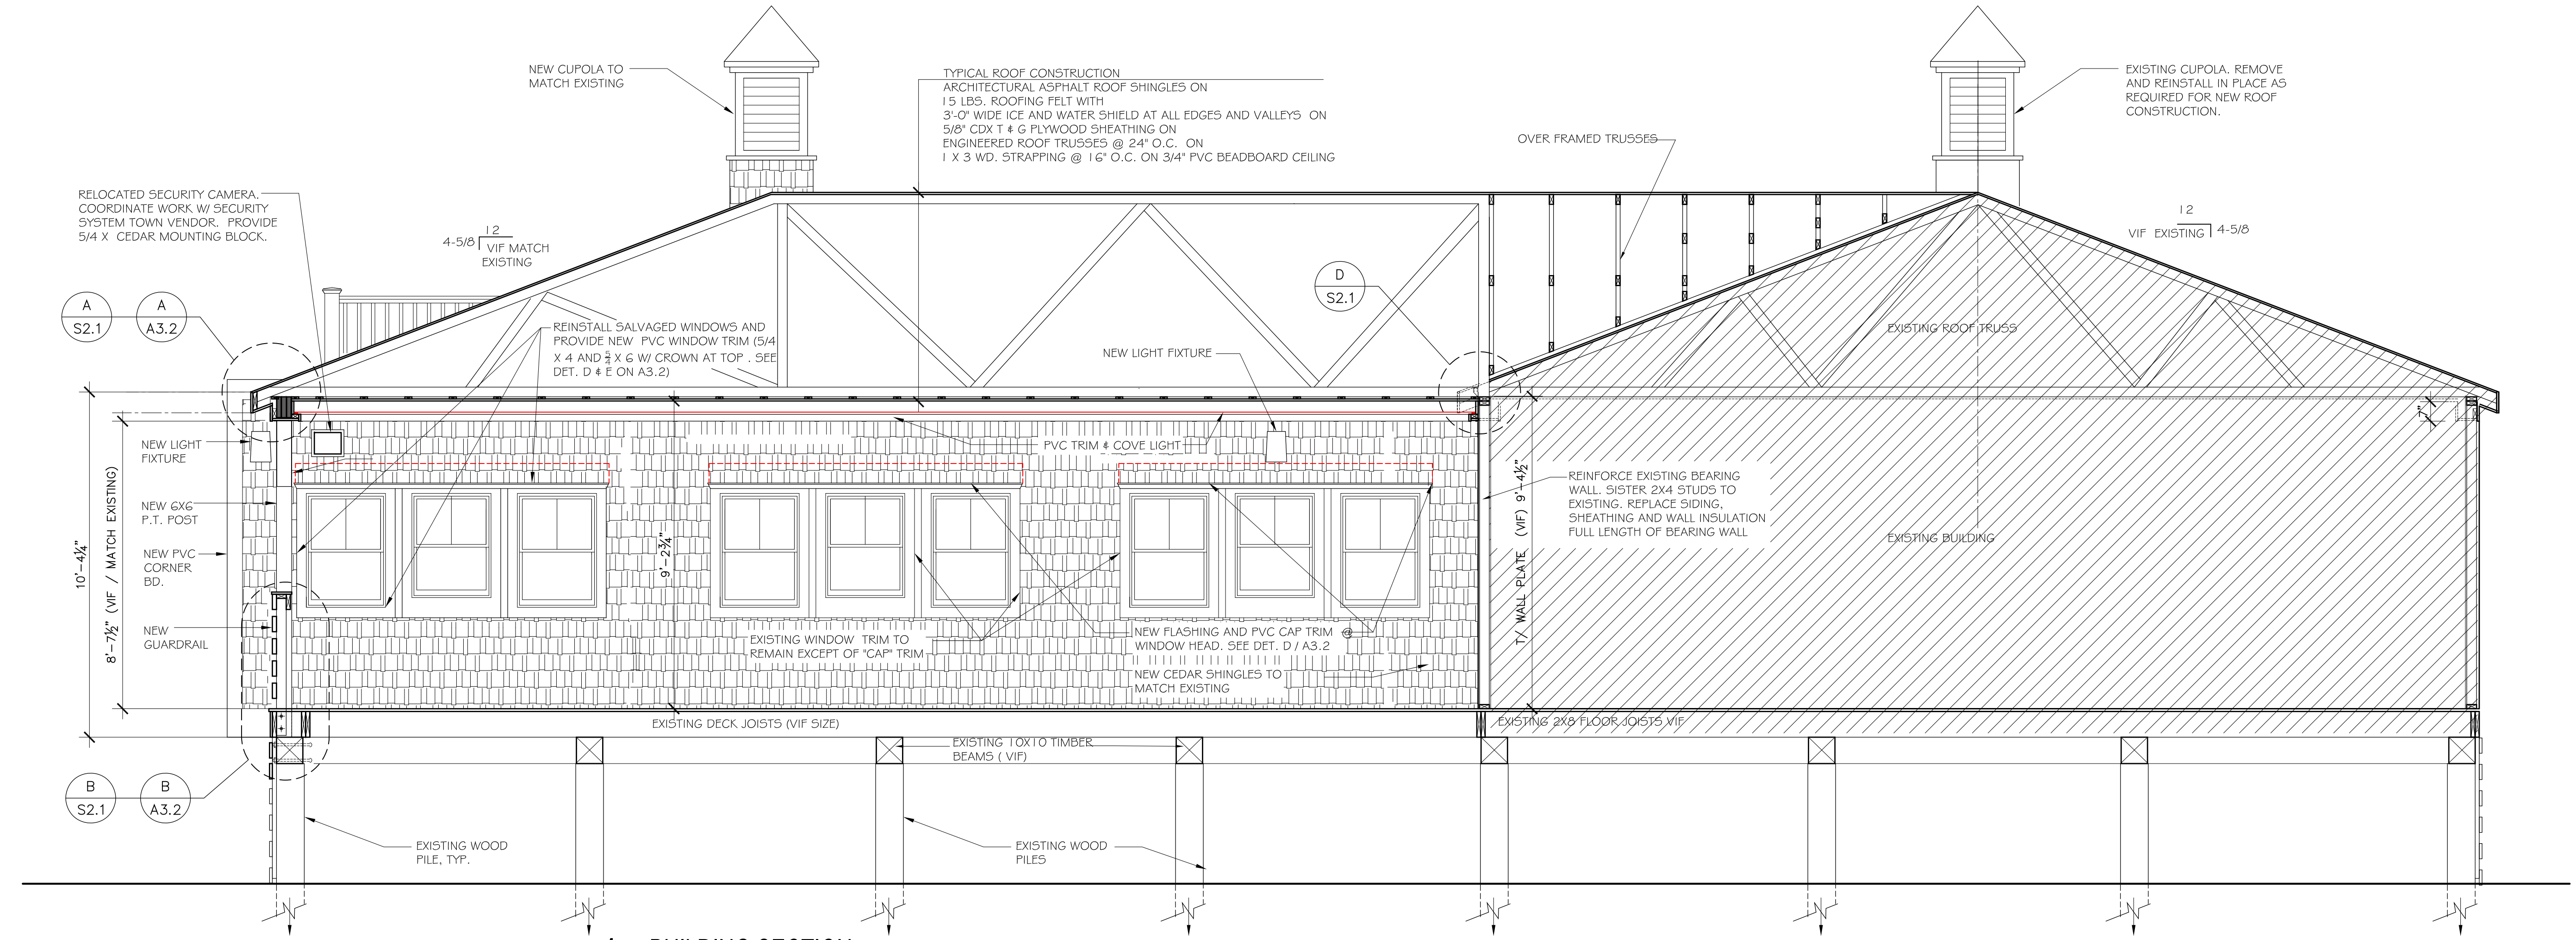 NEW CUPOLA TO
MATCH EXISTING
TYPICAL ROOF CONSTRUCTION
ARCHITECTURAL ASPHALT ROOF SHINGLES ON
15 LBS. ROOFING FELT WITH
3'-0" WIDE ICE AND WATER SHIELD AT ALL EDGES AND VALLEYS ON
5/8" CDX T & G PLYWOOD SHEATHING ON
ENGINEERED ROOF TRUSSES @ 24" O.C. ON
1 X 3 WD. STRAPPING @ 16" O.C. ON 3/4" PVC BEADBOARD CEILING
OVER FRAMED TRUSSES
EXISTING CUPOLA. REMOVE
AND REINSTALL IN PLACE AS
REQUIRED FOR NEW ROOF
CONSTRUCTION.
RELOCATED SECURITY CAMERA.
COORDINATE WORK W/ SECURITY
SYSTEM TOWN VENDOR. PROVIDE
5/4 X CEDAR MOUNTING BLOCK.
12
4-5/8
VIF MATCH
EXISTING
12
VIF EXISTING
4-5/8
D
S2.1
A
S2.1
A
A3.2
REINSTALL SALVAGED WINDOWS AND
PROVIDE NEW PVC WINDOW TRIM (5/4
X 4 AND 5/4 X 6 W/ CROWN AT TOP . SEE
DET. D & E ON A3.2)
NEW LIGHT FIXTURE
EXISTING ROOF TRUSS
7"
NEW LIGHT
FIXTURE
PVC TRIM & COVE LIGHT
REINFORCE EXISTING BEARING
WALL. SISTER 2X4 STUDS TO
EXISTING. REPLACE SIDING,
SHEATHING AND WALL INSULATION
FULL LENGTH OF BEARING WALL
NEW 6X6
P.T. POST
NEW PVC
CORNER
BD.
NEW
GUARDRAIL
10'-4¼"
8'-7½" (VIF / MATCH EXISTING)
9'-2¾"
T/ WALL PLATE (VIF) 9'-4½"
EXISTING BUILDING
EXISTING WINDOW TRIM TO
REMAIN EXCEPT OF "CAP" TRIM
NEW FLASHING AND PVC CAP TRIM @
WINDOW HEAD. SEE DET. D / A3.2
NEW CEDAR SHINGLES TO
MATCH EXISTING
EXISTING DECK JOISTS (VIF SIZE)
EXISTING 2X8 FLOOR JOISTS VIF
EXISTING 10X10 TIMBER
BEAMS ( VIF)
B
S2.1
B
A3.2
EXISTING WOOD
PILE, TYP.
EXISTING WOOD
PILES
BUILDING SECTION